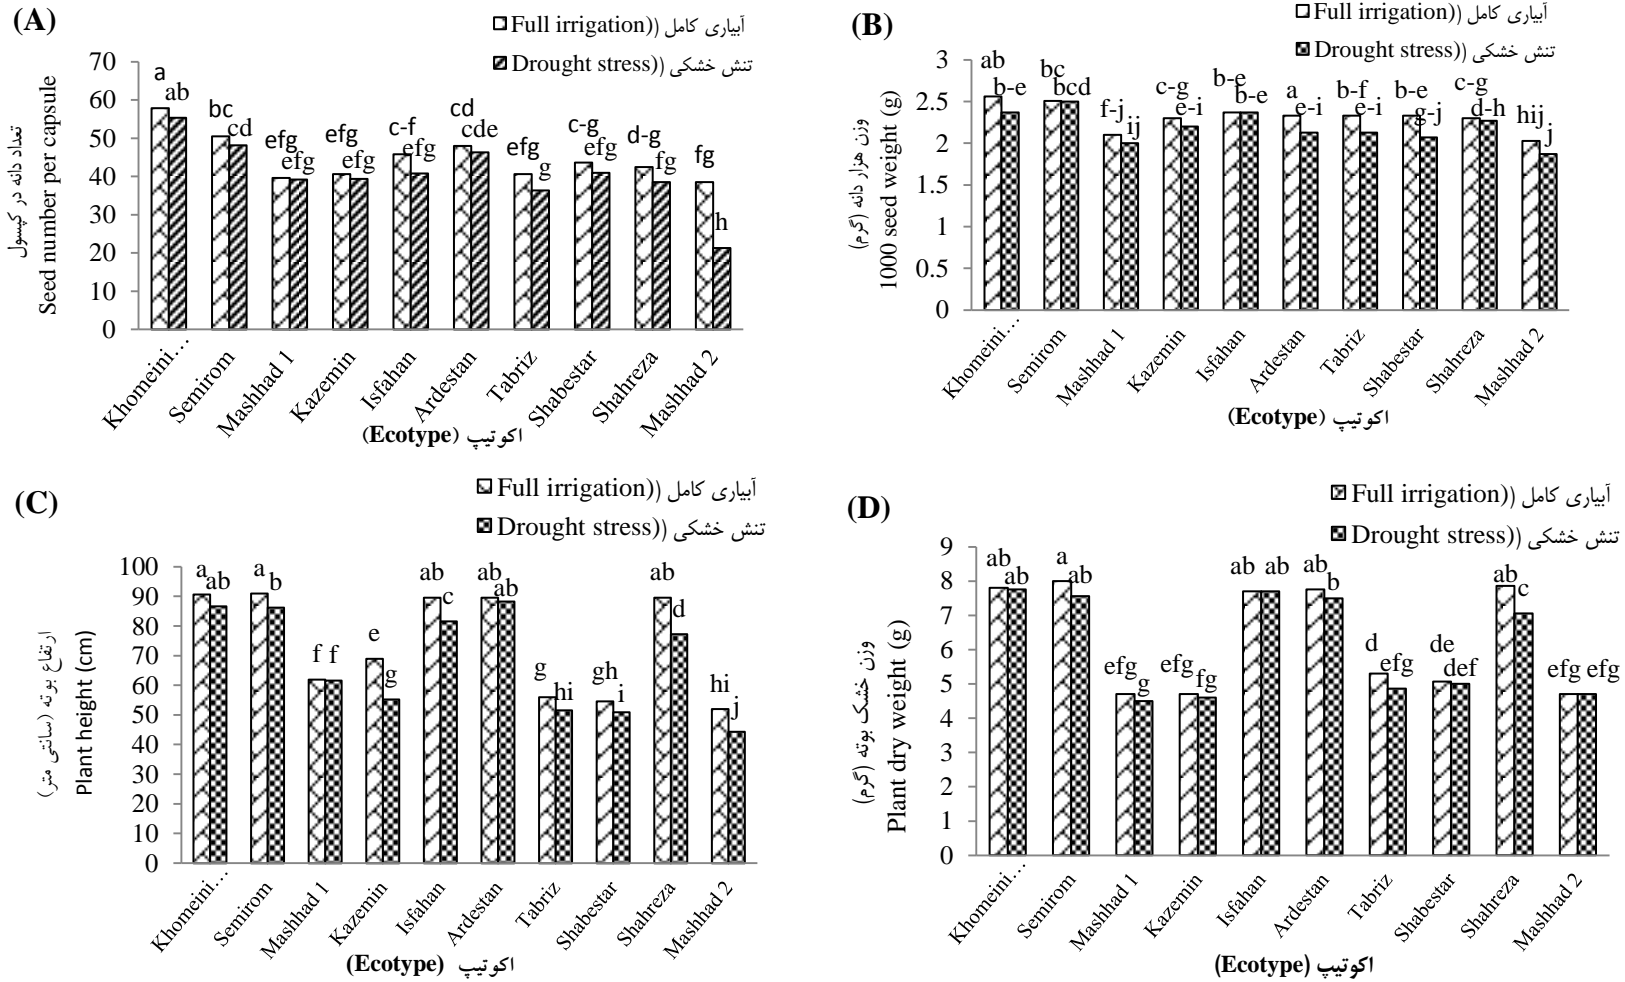 (A)
Full irrigation)) آبیاری کامل
Drought stress)) تنش خشکی
تعداد دانه در کپسول
Seed number per capsule
70
60
50
40
30
20
10
0
a ab bc cd efg efg efg efg c-f efg cd cde efg g c-g efg d-g fg fg h
Khomeini… Semirom Mashhad 1 Kazemin Isfahan Ardestan Tabriz Shabestar Shahreza Mashhad 2
اکوتیپ (Ecotype)
(B)
Full irrigation)) آبیاری کامل
Drought stress)) تنش خشکی
وزن هزار دانه (گرم)
1000 seed weight (g)
3
2.5
2
1.5
1
0.5
0
ab b-e bc bcd f-j ij c-g e-i b-e b-e a e-i b-f e-i b-e g-j c-g d-h hij j
Khomeini… Semirom Mashhad 1 Kazemin Isfahan Ardestan Tabriz Shabestar Shahreza Mashhad 2
اکوتیپ (Ecotype)
(C)
Full irrigation)) آبیاری کامل
Drought stress)) تنش خشکی
ارتفاع بوته (سانتی متر)
Plant height (cm)
100
90
80
70
60
50
40
30
20
10
0
a ab a b f f e g ab c ab ab g hi gh i ab d hi j
Khomeini… Semirom Mashhad 1 Kazemin Isfahan Ardestan Tabriz Shabestar Shahreza Mashhad 2
اکوتیپ (Ecotype)
(D)
Full irrigation)) آبیاری کامل
Drought stress)) تنش خشکی
وزن خشک بوته (گرم)
Plant dry weight (g)
9
8
7
6
5
4
3
2
1
0
ab ab a ab efg g efg fg ab ab ab b d efg de def ab c efg efg
Khomeini… Semirom Mashhad 1 Kazemin Isfahan Ardestan Tabriz Shabestar Shahreza Mashhad 2
اکوتیپ (Ecotype)